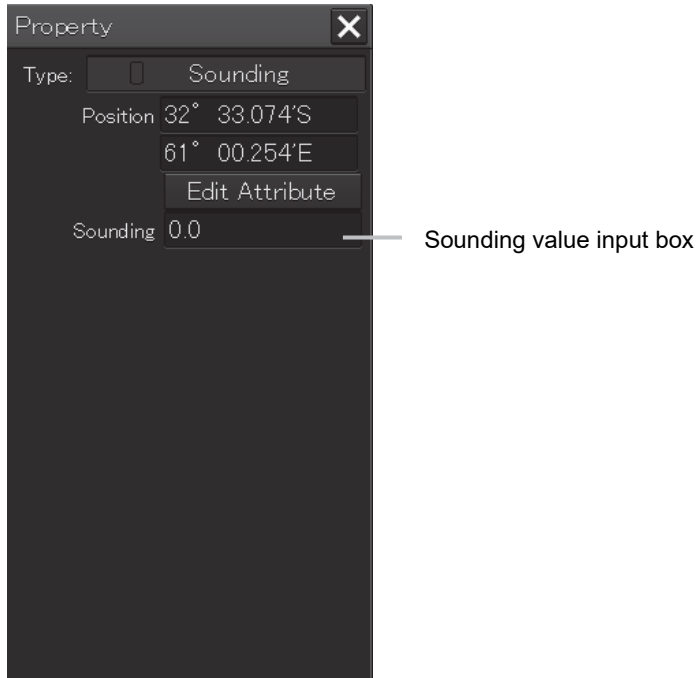 Property
Type: Sounding
Position 32° 33.074'S
61° 00.254'E
Edit Attribute
Sounding 0.0
Sounding value input box